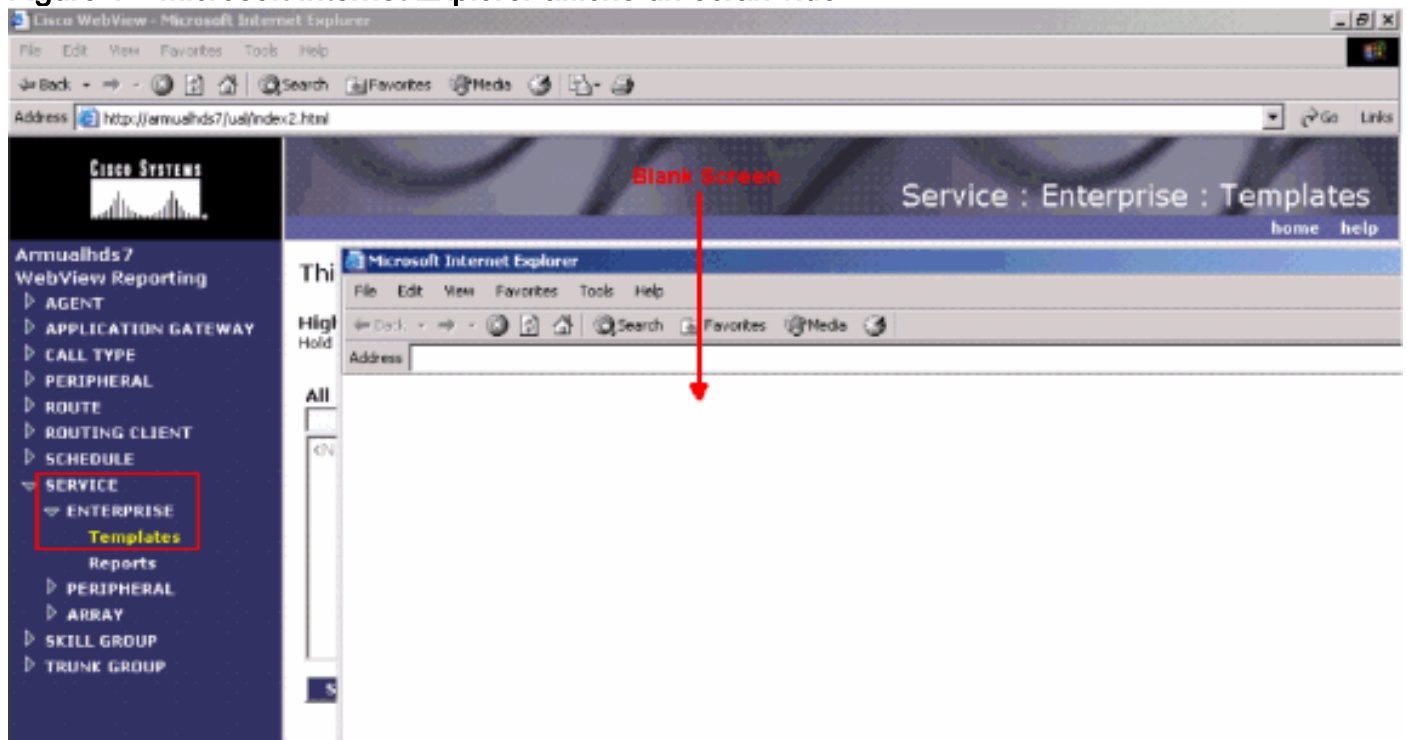 Cisco WebView - Microsoft Internet Explorer
File Edit View Favorites Tools Help
Back Search Favorites Media
Address http://armualhds7/ual/index2.html Go Links
CISCO SYSTEMS
Blank Screen
Service : Enterprise : Templates
home help
Armualhds7
WebView Reporting
AGENT
APPLICATION GATEWAY
CALL TYPE
PERIPHERAL
ROUTE
ROUTING CLIENT
SCHEDULE
SERVICE
ENTERPRISE
Templates
Reports
PERIPHERAL
ARRAY
SKILL GROUP
TRUNK GROUP
Thi
Higl
Hold
All
<N
S
Microsoft Internet Explorer
File Edit View Favorites Tools Help
Back Search Favorites Media
Address